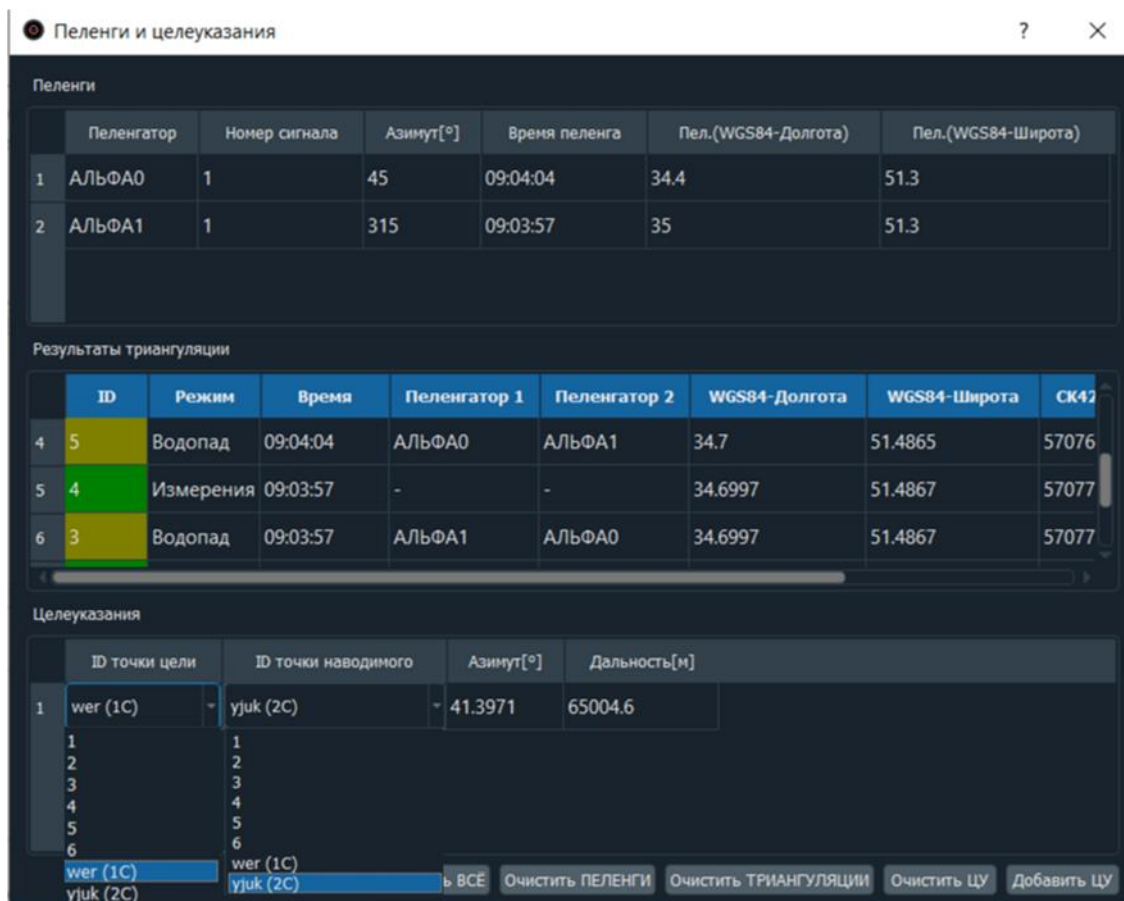 Пеленги и целеуказания ? ×
Пеленги
Пеленгатор Номер сигнала Азимут[°] Время пеленга Пел.(WGS84-Долгота) Пел.(WGS84-Широта)
1 АЛЬФА0 1 45 09:04:04 34.4 51.3
2 АЛЬФА1 1 315 09:03:57 35 51.3
Результаты триангуляции
ID Режим Время Пеленгатор 1 Пеленгатор 2 WGS84-Долгота WGS84-Широта СК42
4 5 Водопад 09:04:04 АЛЬФА0 АЛЬФА1 34.7 51.4865 57076
5 4 Измерения 09:03:57 - - 34.6997 51.4867 57077
6 3 Водопад 09:03:57 АЛЬФА1 АЛЬФА0 34.6997 51.4867 57077
Целеуказания
ID точки цели ID точки наводимого Азимут[°] Дальность[м]
1 wer (1C) yjuk (2C) 41.3971 65004.6
1 1
2 2
3 3
4 4
5 5
6 6
wer (1C) wer (1C)
yjuk (2C) yjuk (2C) ь ВСЁ Очистить ПЕЛЕНГИ Очистить ТРИАНГУЛЯЦИИ Очистить ЦУ Добавить ЦУ